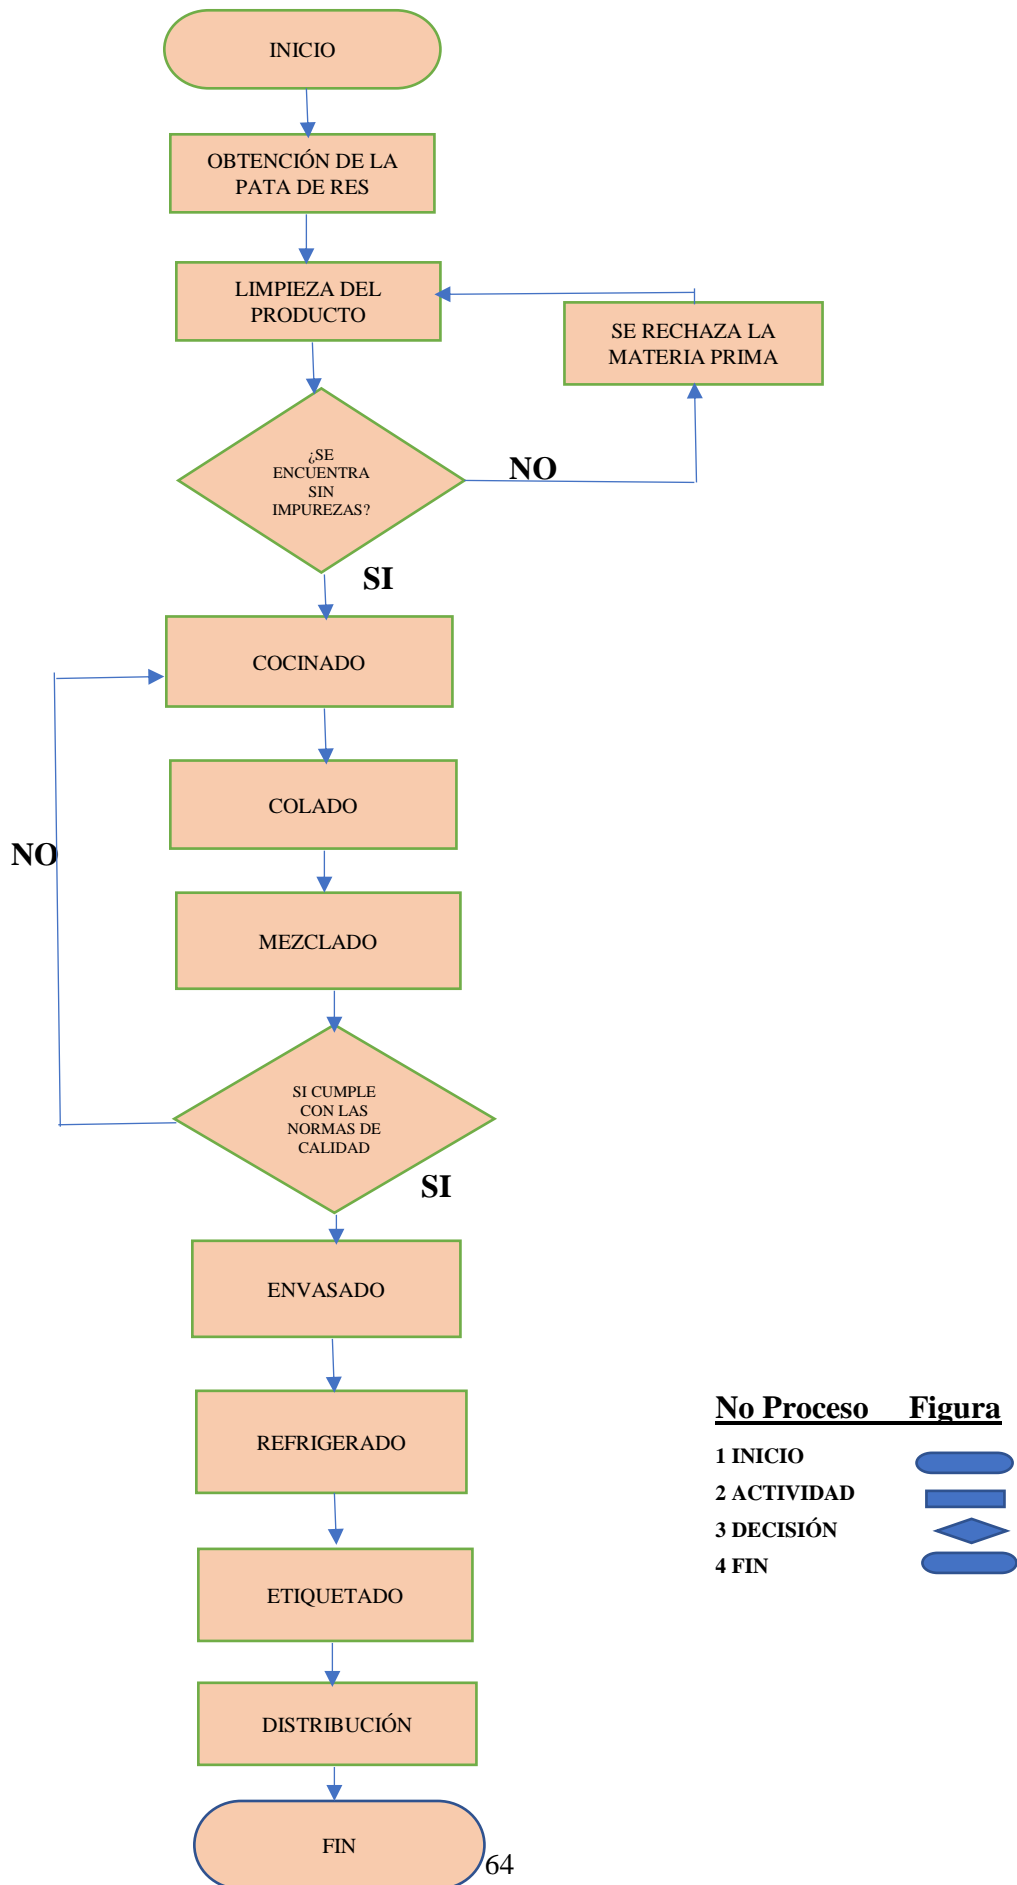 INICIO
OBTENCIÓN DE LA
PATA DE RES
LIMPIEZA DEL
PRODUCTO
SE RECHAZA LA
MATERIA PRIMA
¿SE
ENCUENTRA
SIN
IMPUREZAS?
NO
SI
COCINADO
COLADO
NO
MEZCLADO
SI CUMPLE
CON LAS
NORMAS DE
CALIDAD
SI
ENVASADO
REFRIGERADO
ETIQUETADO
DISTRIBUCIÓN
FIN
64
No Proceso Figura
1 INICIO
2 ACTIVIDAD
3 DECISIÓN
4 FIN